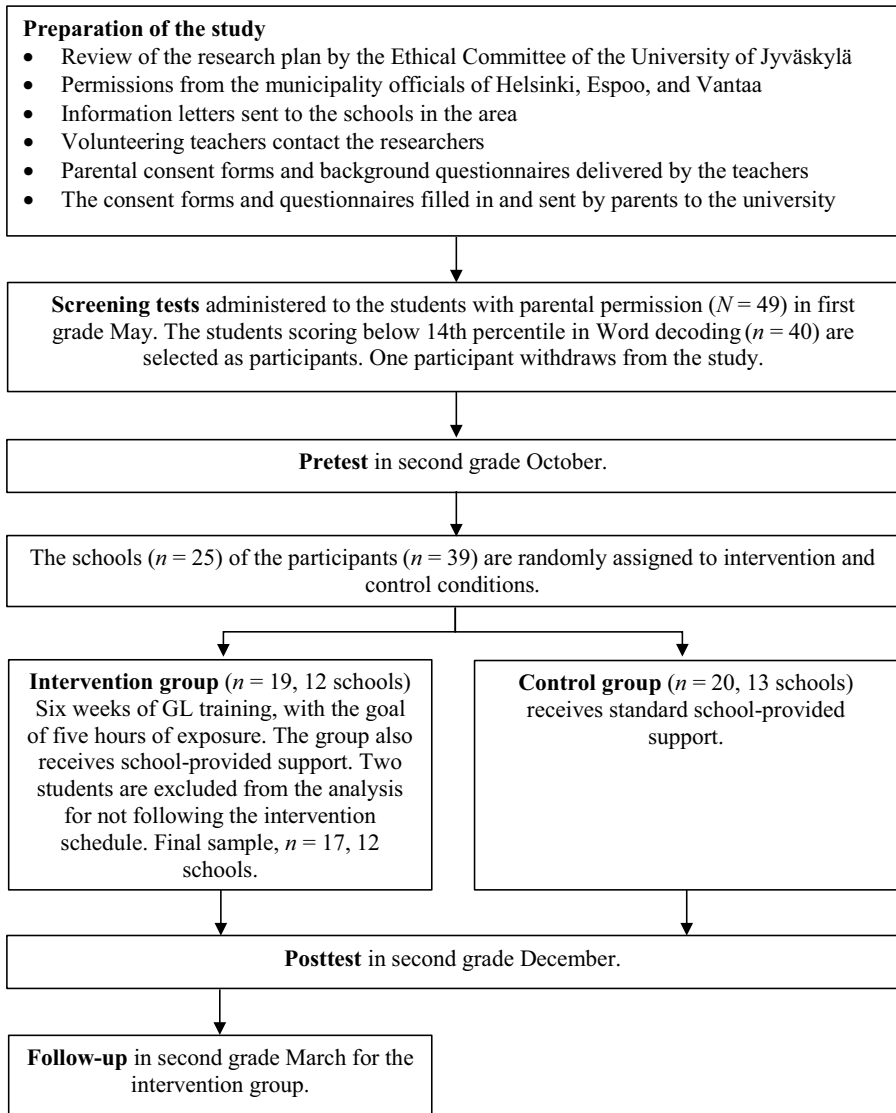 Preparation of the study
• Review of the research plan by the Ethical Committee of the University of Jyväskylä
• Permissions from the municipality officials of Helsinki, Espoo, and Vantaa
• Information letters sent to the schools in the area
• Volunteering teachers contact the researchers
• Parental consent forms and background questionnaires delivered by the teachers
• The consent forms and questionnaires filled in and sent by parents to the university
Screening tests administered to the students with parental permission (N = 49) in first
grade May. The students scoring below 14th percentile in Word decoding (n = 40) are
selected as participants. One participant withdraws from the study.
Pretest in second grade October.
The schools (n = 25) of the participants (n = 39) are randomly assigned to intervention and
control conditions.
Intervention group (n = 19, 12 schools)
Six weeks of GL training, with the goal
of five hours of exposure. The group also
receives school-provided support. Two
students are excluded from the analysis
for not following the intervention
schedule. Final sample, n = 17, 12
schools.
Control group (n = 20, 13 schools)
receives standard school-provided
support.
Posttest in second grade December.
Follow-up in second grade March for the
intervention group.